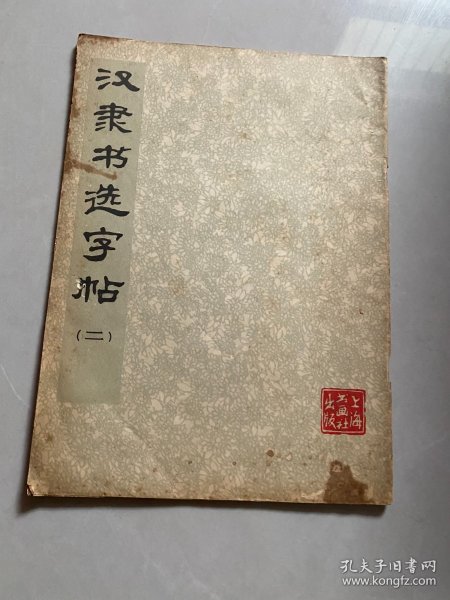 汉隶书选字帖
（二）
上海
书画社
出版
孔夫子旧书网
www.kongfz.com